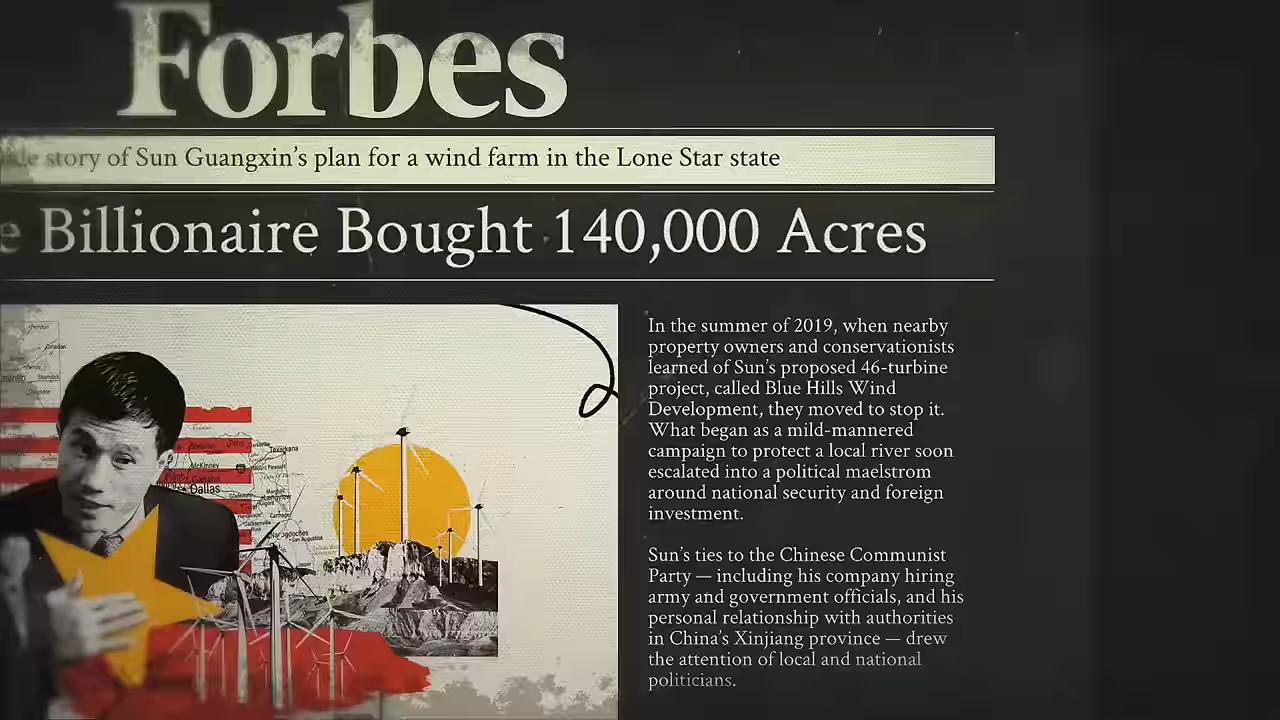 Forbes
story of Sun Guangxin's plan for a wind farm in the Lone Star state
e Billionaire Bought 140,000 Acres
In the summer of 2019, when nearby
property owners and conservationists
learned of Sun's proposed 46-turbine
project, called Blue Hills Wind
Development, they moved to stop it.
What began as a mild-mannered
campaign to protect a local river soon
escalated into a political maelstrom
around national security and foreign
investment.
Sun's ties to the Chinese Communist
Party — including his company hiring
army and government officials, and his
personal relationship with authorities
in China's Xinjiang province — drew
the attention of local and national
politicians.
Perryton
Canadian
Shamrock
Texarkana
McKinney
Garland
Dallas